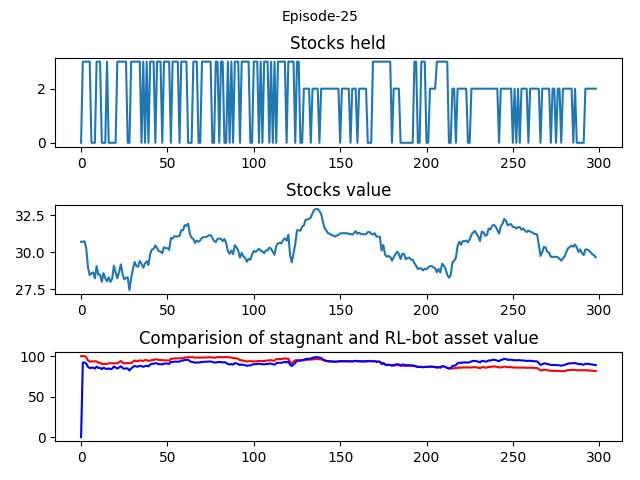 Episode-25
Stocks held
2
0
0 50 100 150 200 250 300
Stocks value
32.5
30.0
27.5
0 50 100 150 200 250 300
Comparision of stagnant and RL-bot asset value
100
50
0
0 50 100 150 200 250 300